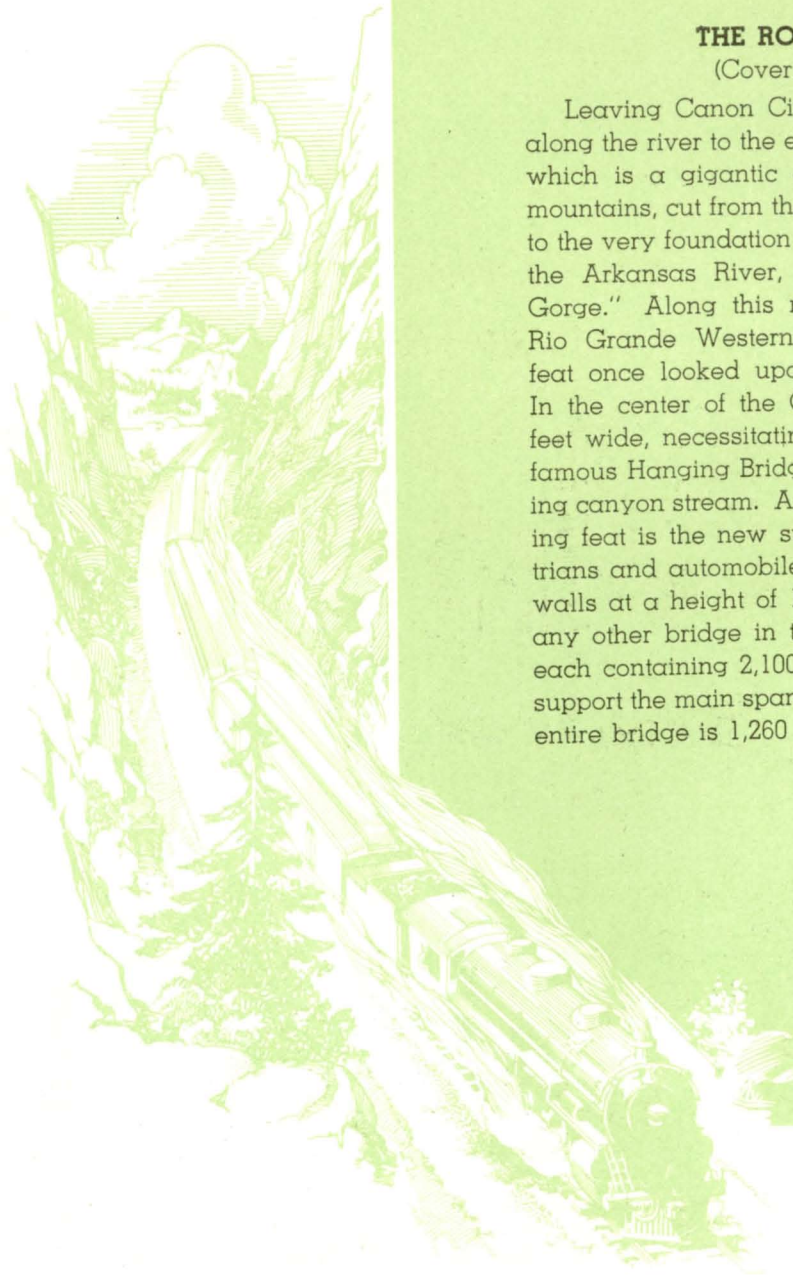 THE RO
(Cover
Leaving Canon Ci
along the river to the e
which is a gigantic
mountains, cut from th
to the very foundation
the Arkansas River,
Gorge." Along this r
Rio Grande Western
feat once looked upo
In the center of the G
feet wide, necessitatin
famous Hanging Bridg
ing canyon stream. A
ing feat is the new s
trians and automobile
walls at a height of
any other bridge in t
each containing 2,100
support the main span
entire bridge is 1,260